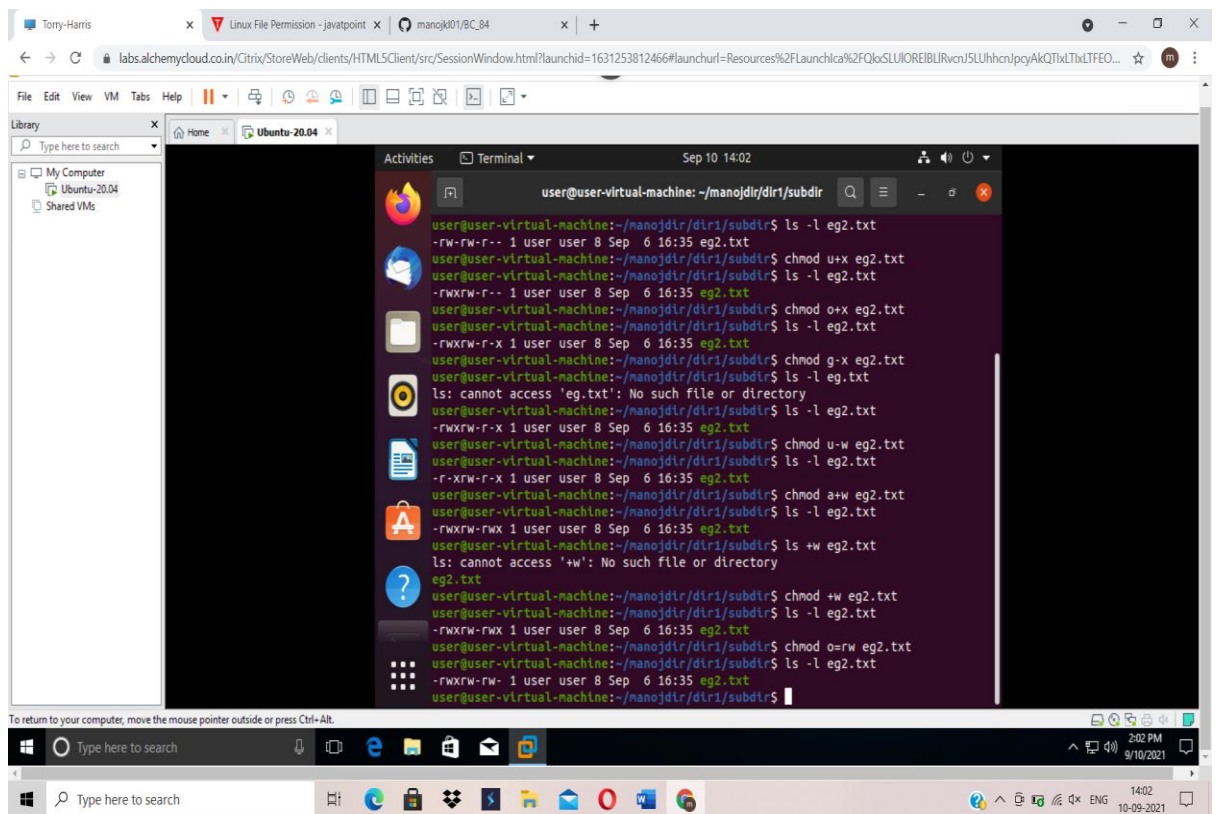 Torry-Harris
Linux File Permission - javatpoint
manojkl01/BC_84
File Edit View VM Tabs Help
Library
Home
Ubuntu-20.04
Type here to search
My Computer
Ubuntu-20.04
Shared VMs
Activities Terminal Sep 10 14:02
user@user-virtual-machine: ~/manojdir/dir1/subdir
user@user-virtual-machine:~/manojdir/dir1/subdir$ ls -l eg2.txt
-rw-rw-r-- 1 user user 8 Sep 6 16:35 eg2.txt
user@user-virtual-machine:~/manojdir/dir1/subdir$ chmod u+x eg2.txt
user@user-virtual-machine:~/manojdir/dir1/subdir$ ls -l eg2.txt
-rwxrw-r-- 1 user user 8 Sep 6 16:35 eg2.txt
user@user-virtual-machine:~/manojdir/dir1/subdir$ chmod o+x eg2.txt
user@user-virtual-machine:~/manojdir/dir1/subdir$ ls -l eg2.txt
-rwxrw-r-x 1 user user 8 Sep 6 16:35 eg2.txt
user@user-virtual-machine:~/manojdir/dir1/subdir$ chmod g-x eg2.txt
user@user-virtual-machine:~/manojdir/dir1/subdir$ ls -l eg.txt
ls: cannot access 'eg.txt': No such file or directory
user@user-virtual-machine:~/manojdir/dir1/subdir$ ls -l eg2.txt
-rwxrw-r-x 1 user user 8 Sep 6 16:35 eg2.txt
user@user-virtual-machine:~/manojdir/dir1/subdir$ chmod u-w eg2.txt
user@user-virtual-machine:~/manojdir/dir1/subdir$ ls -l eg2.txt
-r-xrw-r-x 1 user user 8 Sep 6 16:35 eg2.txt
user@user-virtual-machine:~/manojdir/dir1/subdir$ chmod a+w eg2.txt
user@user-virtual-machine:~/manojdir/dir1/subdir$ ls -l eg2.txt
-rwxrw-rwx 1 user user 8 Sep 6 16:35 eg2.txt
user@user-virtual-machine:~/manojdir/dir1/subdir$ ls +w eg2.txt
ls: cannot access '+w': No such file or directory
eg2.txt
user@user-virtual-machine:~/manojdir/dir1/subdir$ chmod +w eg2.txt
user@user-virtual-machine:~/manojdir/dir1/subdir$ ls -l eg2.txt
-rwxrw-rwx 1 user user 8 Sep 6 16:35 eg2.txt
user@user-virtual-machine:~/manojdir/dir1/subdir$ chmod o=rw eg2.txt
user@user-virtual-machine:~/manojdir/dir1/subdir$ ls -l eg2.txt
-rwxrw-rw- 1 user user 8 Sep 6 16:35 eg2.txt
user@user-virtual-machine:~/manojdir/dir1/subdir$
To return to your computer, move the mouse pointer outside or press Ctrl+Alt.
Type here to search
2:02 PM
9/10/2021
Type here to search
ENG
14:02
10-09-2021